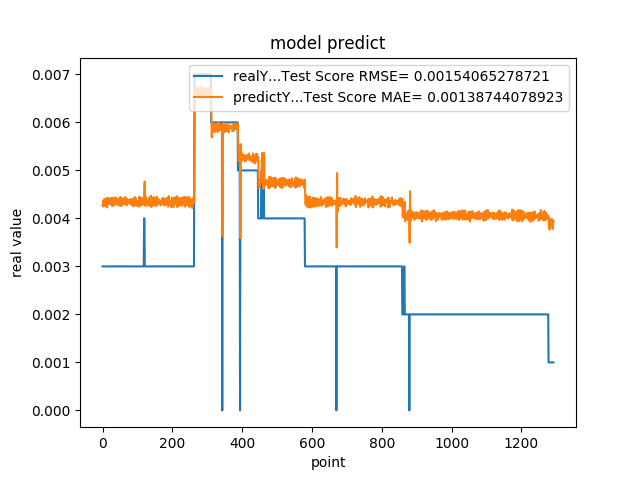 model predict
realY...Test Score RMSE= 0.00154065278721
predictY...Test Score MAE= 0.00138744078923
0.007
0.006
0.005
0.004
0.003
0.002
0.001
0.000
real value
0 200 400 600 800 1000 1200
point